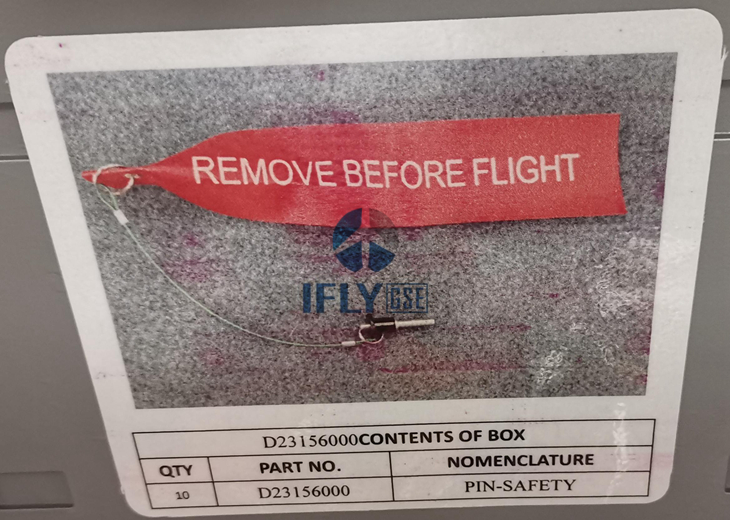 REMOVE BEFORE FLIGHT
IFLY GSE
D23156000CONTENTS OF BOX
QTY PART NO. NOMENCLATURE
10 D23156000 PIN-SAFETY